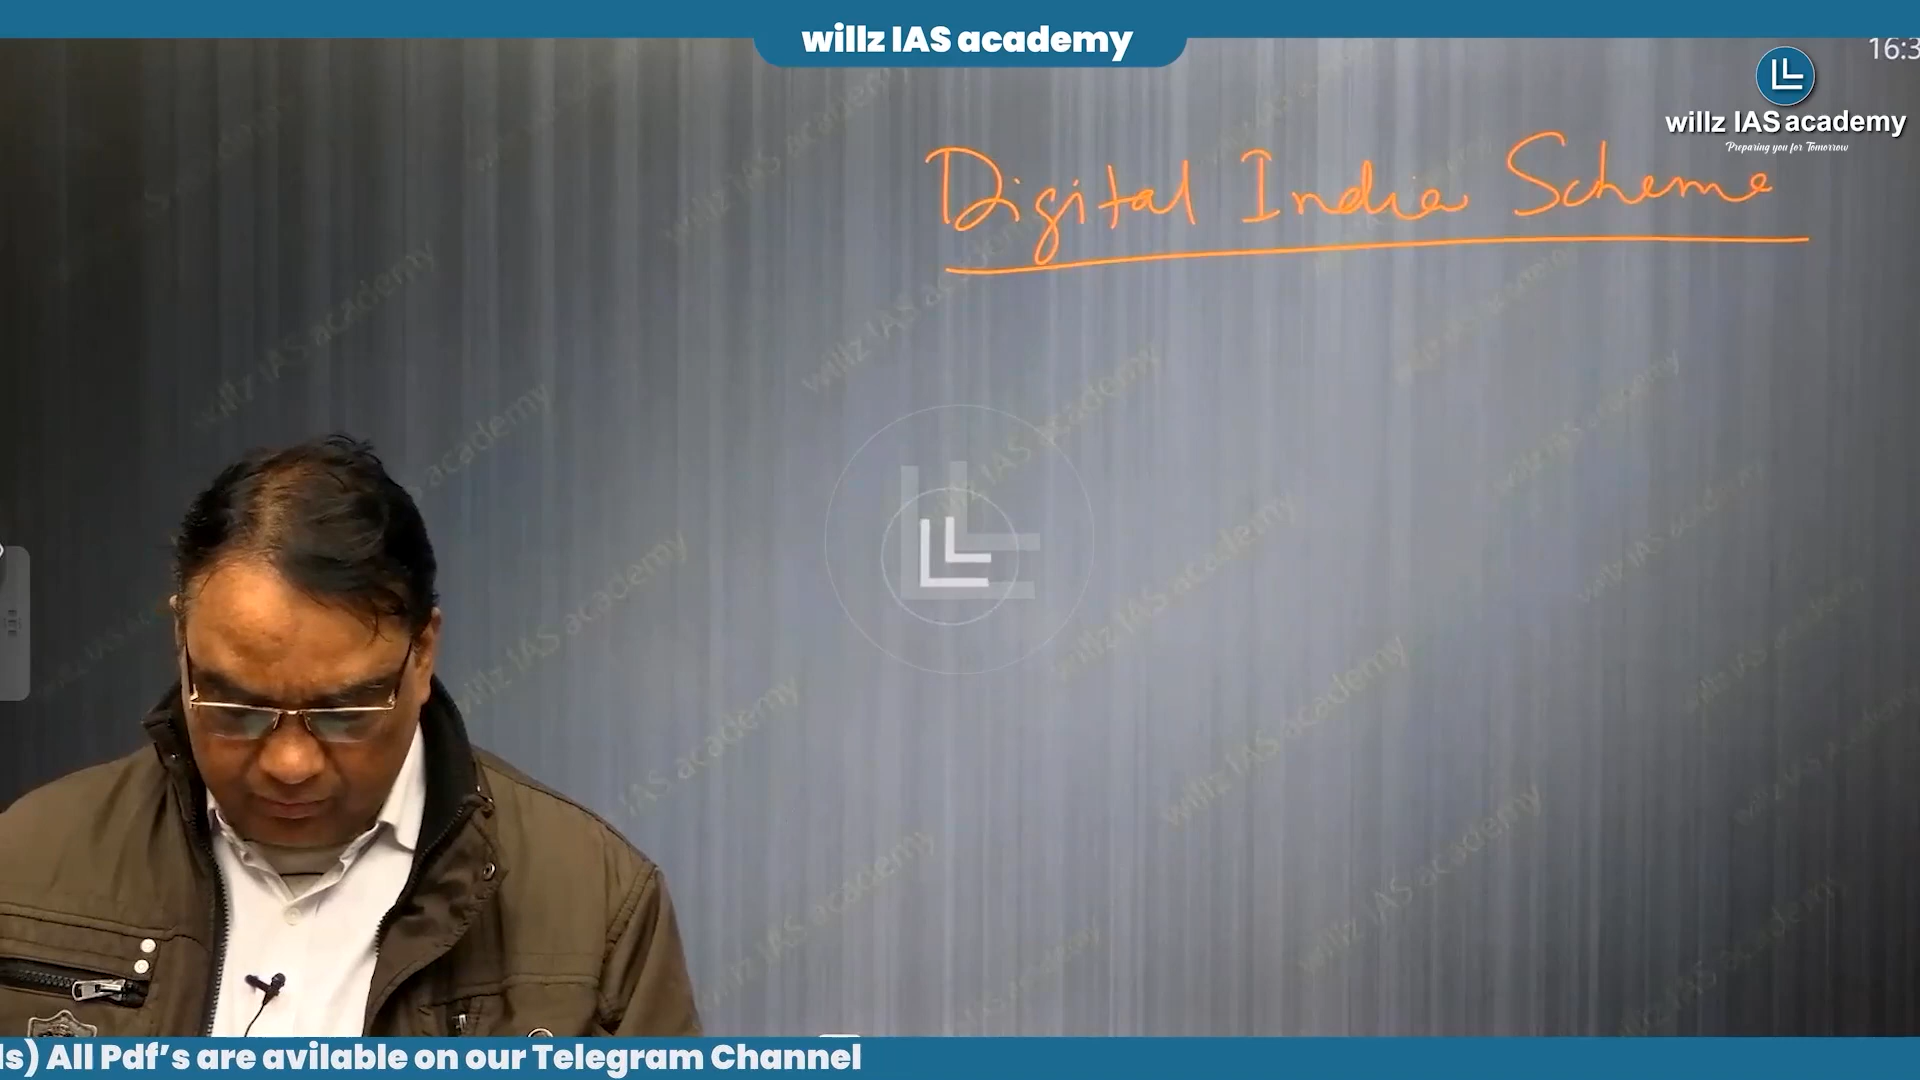 willz IAS academy
16:3
willz IAS academy
Preparing you for Tomorrow
Digital India Scheme
ls) All Pdf's are avilable on our Telegram Channel